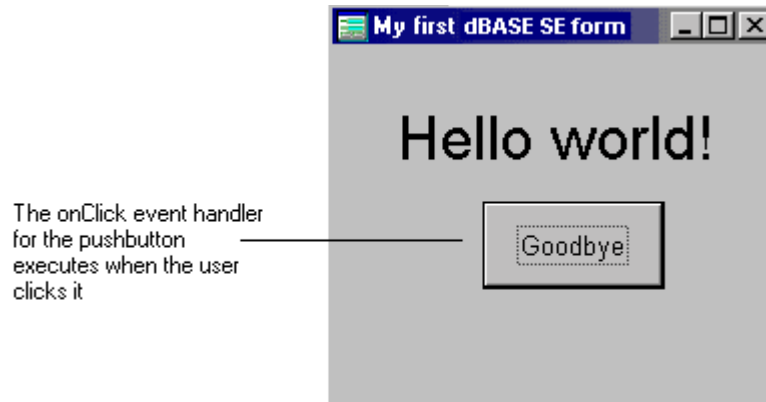 My first dBASE SE form
Hello world!
The onClick event handler
for the pushbutton
executes when the user
clicks it
Goodbye